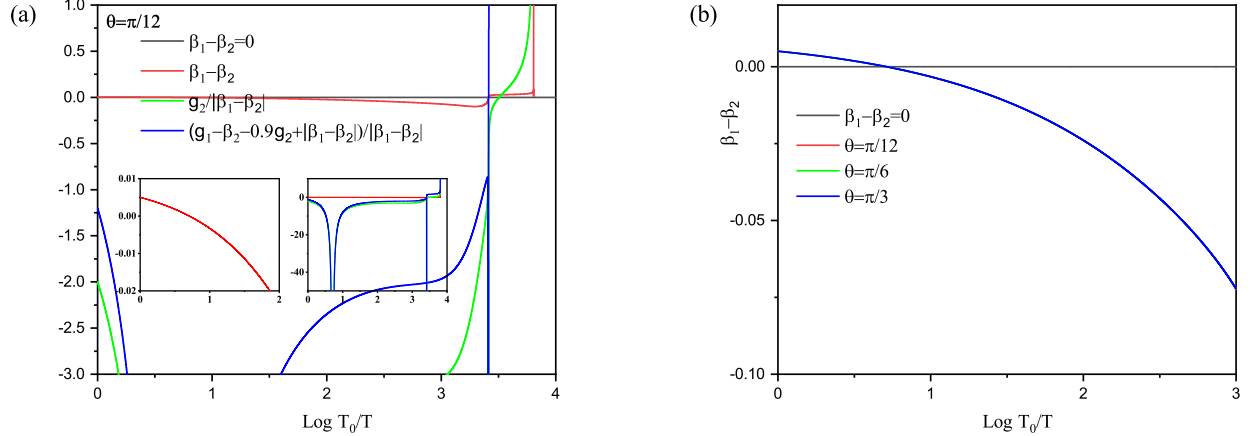 (a)
θ=π/12
β₁−β₂=0
β₁−β₂
g₂/|β₁−β₂|
(g₁−β₂−0.9g₂+|β₁−β₂|)/|β₁−β₂|
1.0
0.5
0.0
-0.5
-1.0
-1.5
-2.0
-2.5
-3.0
0 1 2 3 4
Log T₀/T
0.01
0.00
-0.01
-0.02
0 1 2
0
-20
-40
0 1 2 3 4
(b)
β₁−β₂
0.00
-0.05
-0.10
β₁−β₂=0
θ=π/12
θ=π/6
θ=π/3
0 1 2 3
Log T₀/T